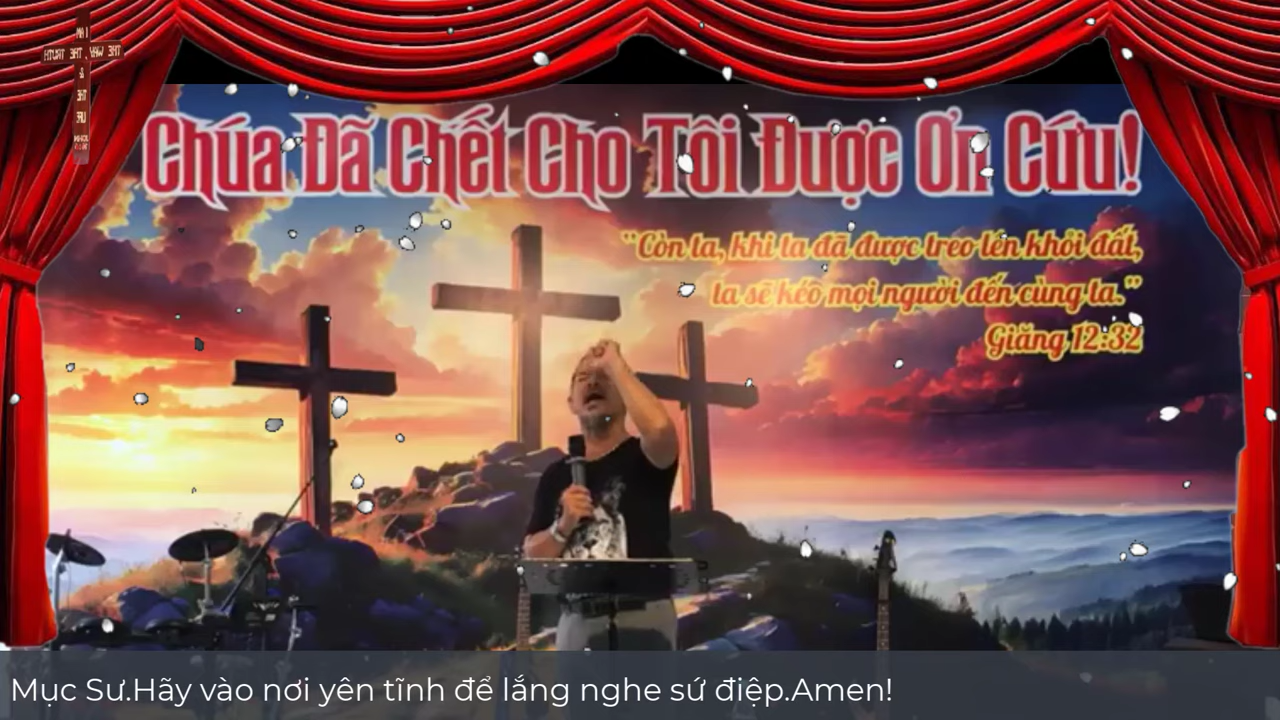 Chúa Đã Chết Cho Tôi Được Ơn Cứu!
"Còn ta, khi ta đã được treo lên khỏi đất,
ta sẽ kéo mọi người đến cùng ta."
Giăng 12:32
Mục Sư.Hãy vào nơi yên tĩnh để lắng nghe sứ điệp.Amen!